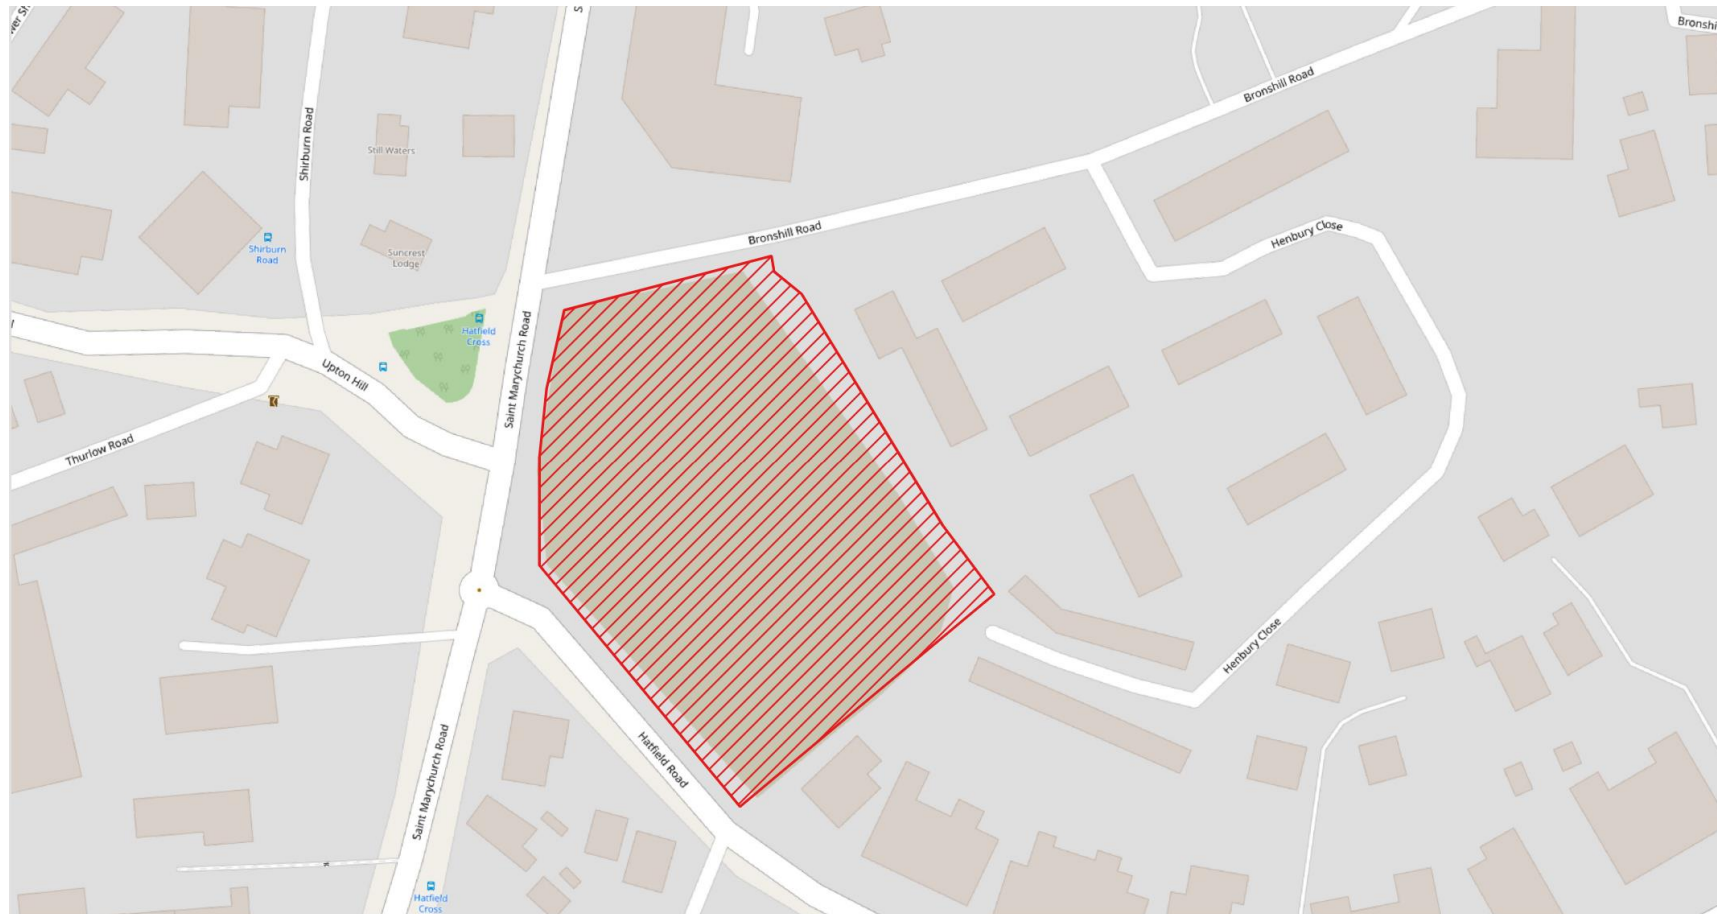 Bronshill Road
Shirburn Road
Still Waters
Shirburn
Road
Suncrest
Lodge
Bronshill Road
Henbury Close
Hatfield
Cross
Saint Marychurch Road
Upton Hill
Thurlow Road
Henbury Close
Hatfield Road
Saint Marychurch Road
Hatfield
Cross